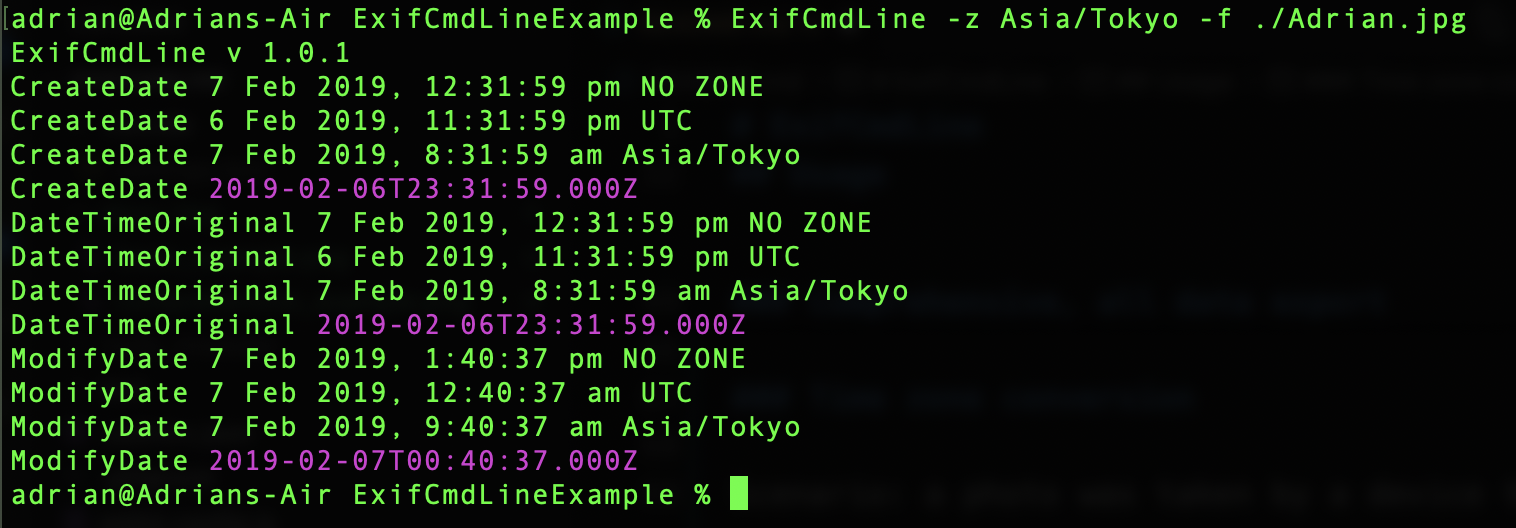 [adrian@Adrians-Air ExifCmdLineExample % ExifCmdLine -z Asia/Tokyo -f ./Adrian.jpg
ExifCmdLine v 1.0.1
CreateDate 7 Feb 2019, 12:31:59 pm NO ZONE
CreateDate 6 Feb 2019, 11:31:59 pm UTC
CreateDate 7 Feb 2019, 8:31:59 am Asia/Tokyo
CreateDate 2019-02-06T23:31:59.000Z
DateTimeOriginal 7 Feb 2019, 12:31:59 pm NO ZONE
DateTimeOriginal 6 Feb 2019, 11:31:59 pm UTC
DateTimeOriginal 7 Feb 2019, 8:31:59 am Asia/Tokyo
DateTimeOriginal 2019-02-06T23:31:59.000Z
ModifyDate 7 Feb 2019, 1:40:37 pm NO ZONE
ModifyDate 7 Feb 2019, 12:40:37 am UTC
ModifyDate 7 Feb 2019, 9:40:37 am Asia/Tokyo
ModifyDate 2019-02-07T00:40:37.000Z
adrian@Adrians-Air ExifCmdLineExample %